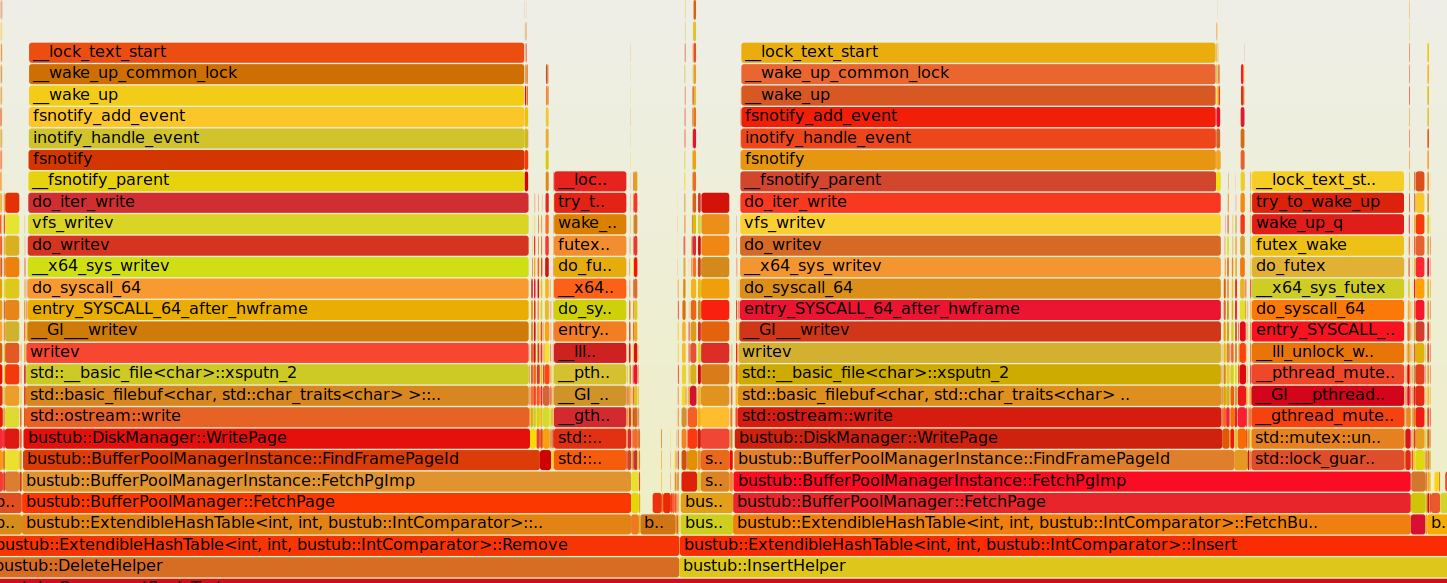 __lock_text_start __lock_text_start
__wake_up_common_lock __wake_up_common_lock
__wake_up __wake_up
fsnotify_add_event fsnotify_add_event
inotify_handle_event inotify_handle_event
fsnotify fsnotify
__fsnotify_parent __loc.. __fsnotify_parent __lock_text_st..
do_iter_write try_t.. do_iter_write try_to_wake_up
vfs_writev wake_.. vfs_writev wake_up_q
do_writev futex.. do_writev futex_wake
__x64_sys_writev do_fu.. __x64_sys_writev do_futex
do_syscall_64 __x64.. do_syscall_64 __x64_sys_futex
entry_SYSCALL_64_after_hwframe do_sy.. entry_SYSCALL_64_after_hwframe do_syscall_64
__GI___writev entry.. __GI___writev entry_SYSCALL_..
writev __lll.. writev __lll_unlock_w..
std::__basic_file<char>::xsputn_2 __pth.. std::__basic_file<char>::xsputn_2 __pthread_mute..
std::basic_filebuf<char, std::char_traits<char> >::.. __GI_.. std::basic_filebuf<char, std::char_traits<char> .. __GI___pthread..
std::ostream::write __gth.. std::ostream::write __gthread_mute..
bustub::DiskManager::WritePage std::.. bustub::DiskManager::WritePage std::mutex::un..
bustub::BufferPoolManagerInstance::FindFramePageId std::.. s.. bustub::BufferPoolManagerInstance::FindFramePageId std::lock_guar..
bustub::BufferPoolManagerInstance::FetchPgImp s.. bustub::BufferPoolManagerInstance::FetchPgImp
b.. bustub::BufferPoolManager::FetchPage bus.. bustub::BufferPoolManager::FetchPage
b.. bustub::ExtendibleHashTable<int, int, bustub::IntComparator>::.. b.. bus.. bustub::ExtendibleHashTable<int, int, bustub::IntComparator>::FetchBu.. b.
bustub::ExtendibleHashTable<int, int, bustub::IntComparator>::Remove bustub::ExtendibleHashTable<int, int, bustub::IntComparator>::Insert
bustub::DeleteHelper bustub::InsertHelper